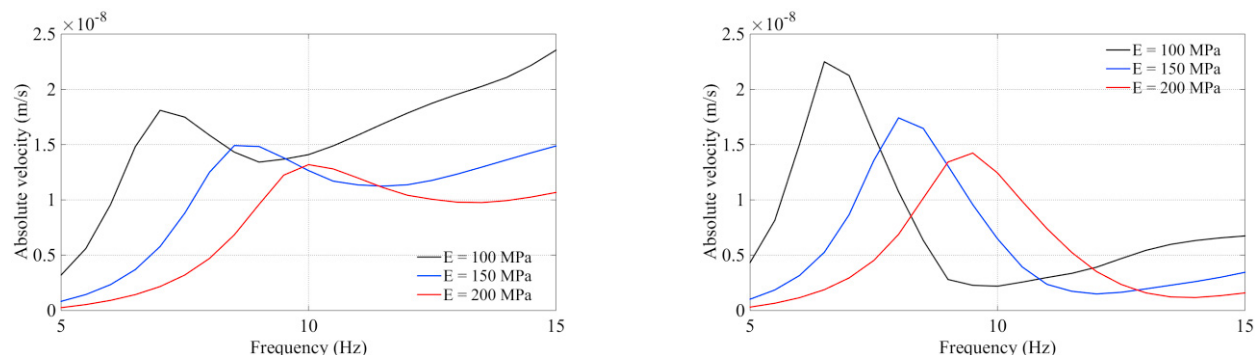 ×10⁻⁸
2.5
2
1.5
1
0.5
0
Absolute velocity (m/s)
E = 100 MPa
E = 150 MPa
E = 200 MPa
5
10
15
Frequency (Hz)
×10⁻⁸
2.5
2
1.5
1
0.5
0
Absolute velocity (m/s)
E = 100 MPa
E = 150 MPa
E = 200 MPa
5
10
15
Frequency (Hz)